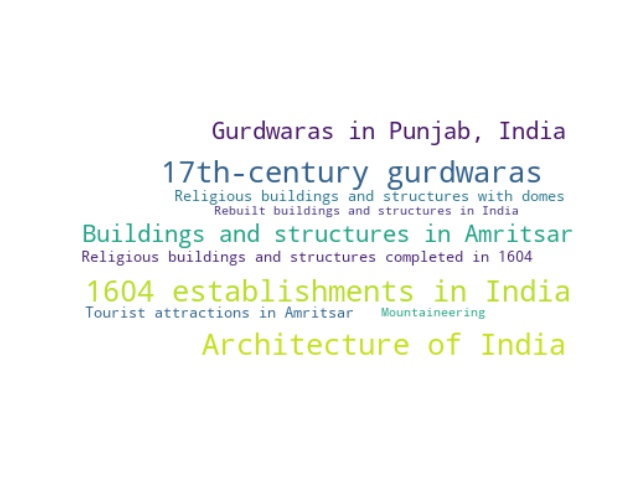 Gurdwaras in Punjab, India
17th-century gurdwaras
Religious buildings and structures with domes
Rebuilt buildings and structures in India
Buildings and structures in Amritsar
Religious buildings and structures completed in 1604
1604 establishments in India
Tourist attractions in Amritsar Mountaineering
Architecture of India